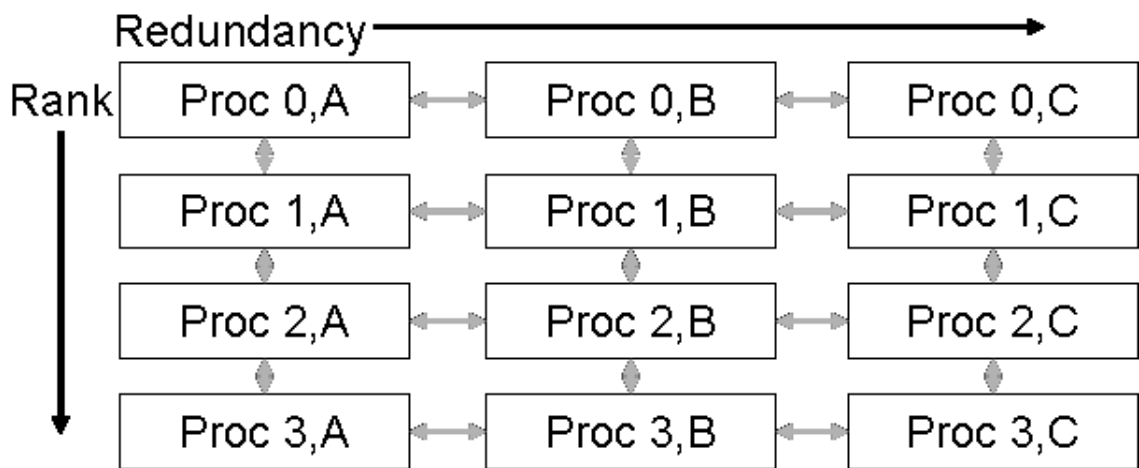 Redundancy
Rank
Proc 0,A Proc 0,B Proc 0,C
Proc 1,A Proc 1,B Proc 1,C
Proc 2,A Proc 2,B Proc 2,C
Proc 3,A Proc 3,B Proc 3,C